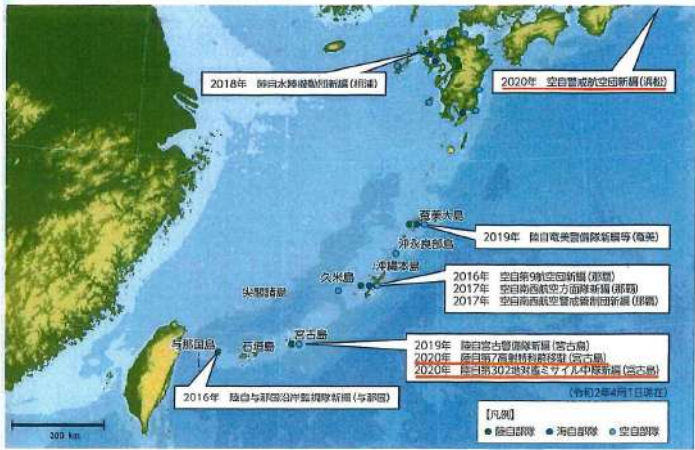 2018年 陸自水陸機動団新編(相浦)
2020年 空自警戒航空団新編(浜松)
奄美大島
2019年 陸自奄美警備隊新編等(奄美)
沖永良部島
沖縄本島
久米島
2016年 空自第9航空団新編(那覇)
2017年 空自南西航空方面隊新編(那覇)
2017年 空自南西航空警戒管制団新編(那覇)
尖閣諸島
宮古島
2019年 陸自宮古警備隊新編(宮古島)
2020年 陸自第7高射特科群移駐(宮古島)
2020年 陸自第302地対艦ミサイル中隊新編(宮古島)
与那国島
石垣島
2016年 陸自与那国沿岸監視隊新編(与那国)
(令和2年4月1日現在)
【凡例】
陸自部隊 海自部隊 空自部隊
200 km